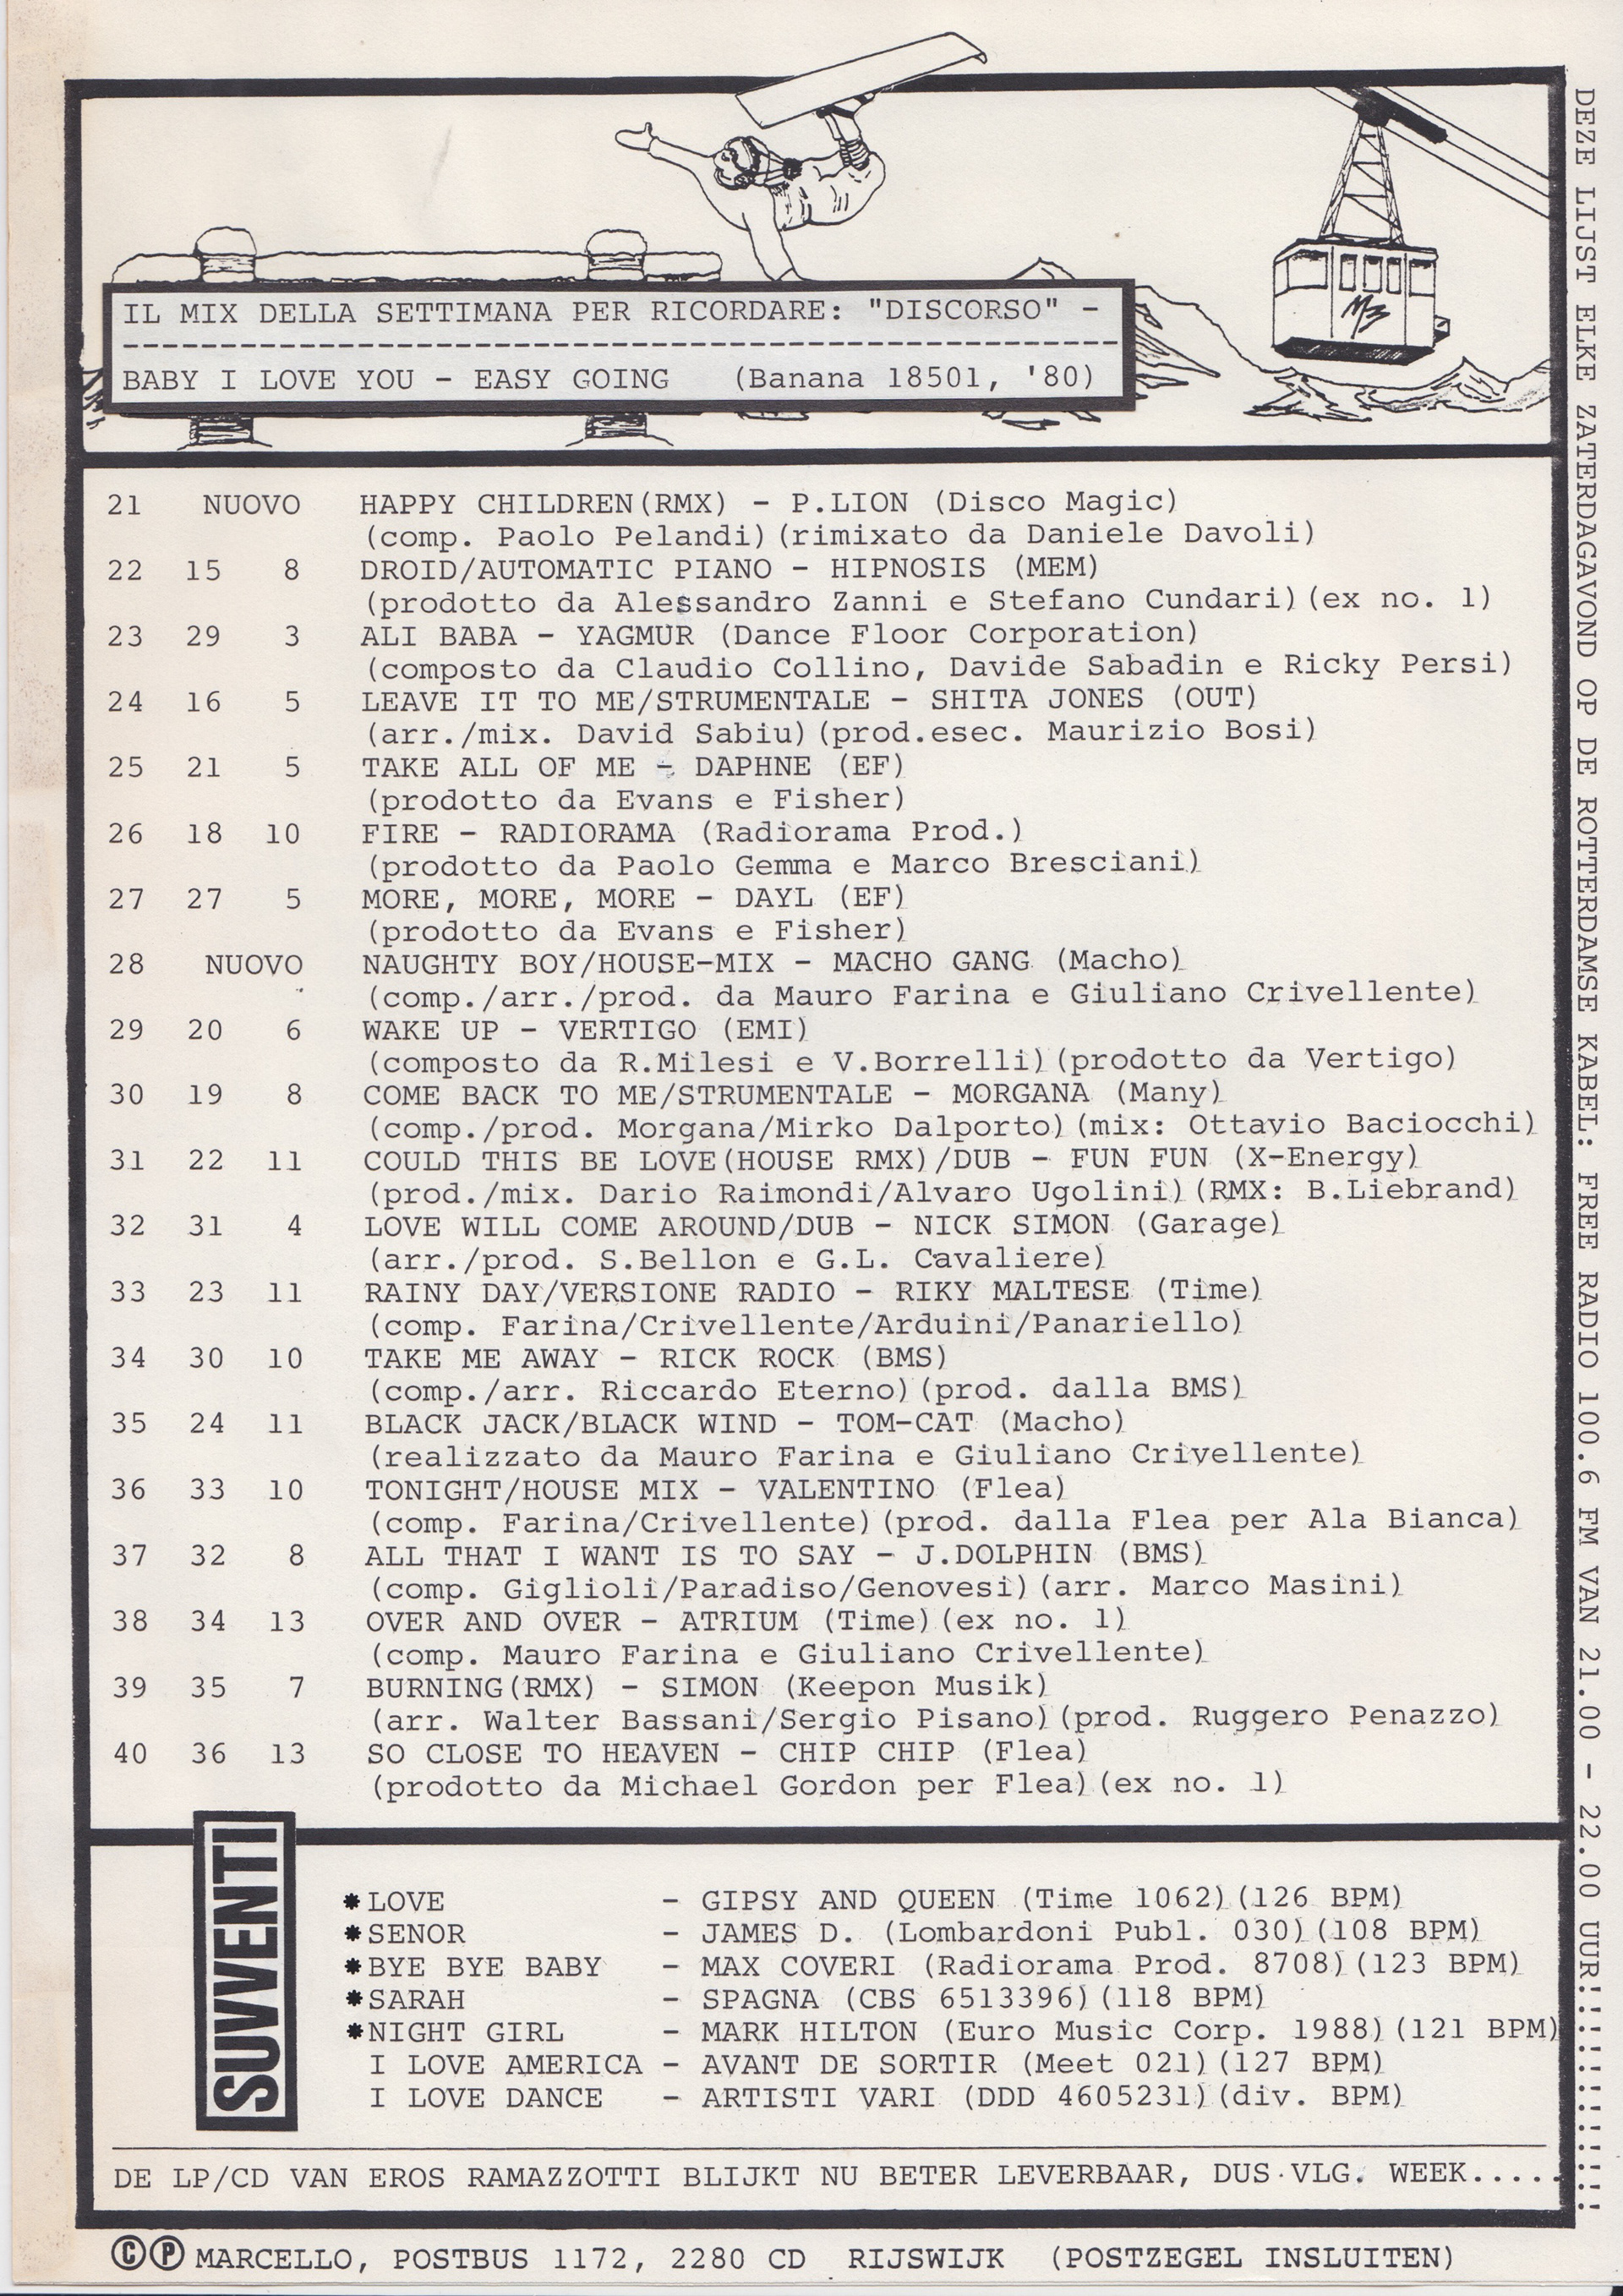 IL MIX DELLA SETTIMANA PER RICORDARE: "DISCORSO" -
BABY I LOVE YOU - EASY GOING (Banana 18501, '80)
21 NUOVO HAPPY CHILDREN(RMX) - P.LION (Disco Magic)
(comp. Paolo Pelandi)(rimixato da Daniele Davoli)
22 15 8 DROID/AUTOMATIC PIANO - HIPNOSIS (MEM)
(prodotto da Alessandro Zanni e Stefano Cundari)(ex no. 1)
23 29 3 ALI BABA - YAGMUR (Dance Floor Corporation)
(composto da Claudio Collino, Davide Sabadin e Ricky Persi)
24 16 5 LEAVE IT TO ME/STRUMENTALE - SHITA JONES (OUT)
(arr./mix. David Sabiu)(prod.esec. Maurizio Bosi)
25 21 5 TAKE ALL OF ME - DAPHNE (EF)
(prodotto da Evans e Fisher)
26 18 10 FIRE - RADIORAMA (Radiorama Prod.)
(prodotto da Paolo Gemma e Marco Bresciani)
27 27 5 MORE, MORE, MORE - DAYL (EF)
(prodotto da Evans e Fisher)
28 NUOVO NAUGHTY BOY/HOUSE-MIX - MACHO GANG (Macho)
(comp./arr./prod. da Mauro Farina e Giuliano Crivellente)
29 20 6 WAKE UP - VERTIGO (EMI)
(composto da R.Milesi e V.Borrelli)(prodotto da Vertigo)
30 19 8 COME BACK TO ME/STRUMENTALE - MORGANA (Many)
(comp./prod. Morgana/Mirko Dalporto)(mix: Ottavio Baciocchi)
31 22 11 COULD THIS BE LOVE(HOUSE RMX)/DUB - FUN FUN (X-Energy)
(prod./mix. Dario Raimondi/Alvaro Ugolini)(RMX: B.Liebrand)
32 31 4 LOVE WILL COME AROUND/DUB - NICK SIMON (Garage)
(arr./prod. S.Bellon e G.L. Cavaliere)
33 23 11 RAINY DAY/VERSIONE RADIO - RIKY MALTESE (Time)
(comp. Farina/Crivellente/Arduini/Panariello)
34 30 10 TAKE ME AWAY - RICK ROCK (BMS)
(comp./arr. Riccardo Eterno)(prod. dalla BMS)
35 24 11 BLACK JACK/BLACK WIND - TOM-CAT (Macho)
(realizzato da Mauro Farina e Giuliano Crivellente)
36 33 10 TONIGHT/HOUSE MIX - VALENTINO (Flea)
(comp. Farina/Crivellente)(prod. dalla Flea per Ala Bianca)
37 32 8 ALL THAT I WANT IS TO SAY - J.DOLPHIN (BMS)
(comp. Giglioli/Paradiso/Genovesi)(arr. Marco Masini)
38 34 13 OVER AND OVER - ATRIUM (Time)(ex no. 1)
(comp. Mauro Farina e Giuliano Crivellente)
39 35 7 BURNING(RMX) - SIMON (Keepon Musik)
(arr. Walter Bassani/Sergio Pisano)(prod. Ruggero Penazzo)
40 36 13 SO CLOSE TO HEAVEN - CHIP CHIP (Flea)
(prodotto da Michael Gordon per Flea)(ex no. 1)
SUVVENTI
*LOVE - GIPSY AND QUEEN (Time 1062)(126 BPM)
*SENOR - JAMES D. (Lombardoni Publ. 030)(108 BPM)
*BYE BYE BABY - MAX COVERI (Radiorama Prod. 8708)(123 BPM)
*SARAH - SPAGNA (CBS 6513396)(118 BPM)
*NIGHT GIRL - MARK HILTON (Euro Music Corp. 1988)(121 BPM)
I LOVE AMERICA - AVANT DE SORTIR (Meet 021)(127 BPM)
I LOVE DANCE - ARTISTI VARI (DDD 4605231)(div. BPM)
DE LP/CD VAN EROS RAMAZZOTTI BLIJKT NU BETER LEVERBAAR, DUS VLG. WEEK.....
©Ⓟ MARCELLO, POSTBUS 1172, 2280 CD RIJSWIJK (POSTZEGEL INSLUITEN)
DEZE LIJST ELKE ZATERDAGAVOND OP DE ROTTERDAMSE KABEL: FREE RADIO 100.6 FM VAN 21.00 - 22.00 UUR!!!!!!!!!!